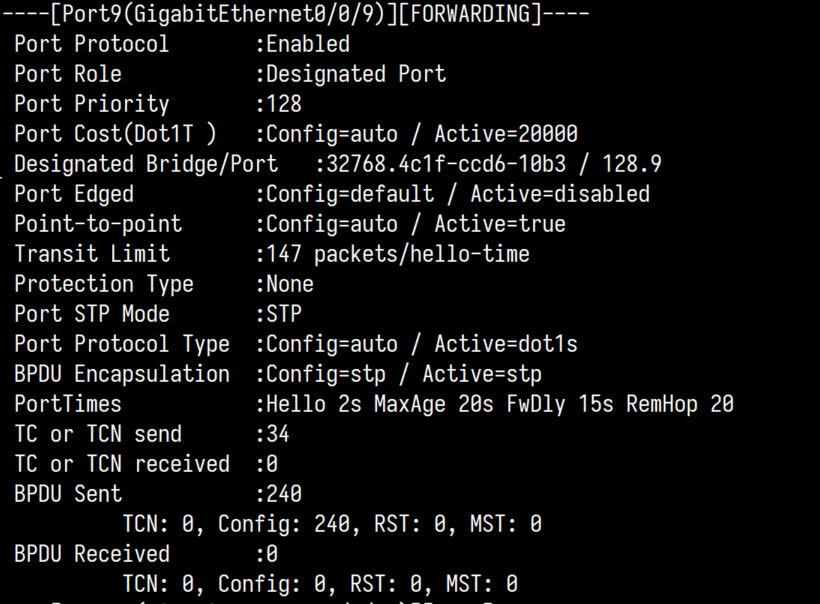 ----[Port9(GigabitEthernet0/0/9)][FORWARDING]----
Port Protocol       :Enabled
Port Role           :Designated Port
Port Priority       :128
Port Cost(Dot1T )   :Config=auto / Active=20000
Designated Bridge/Port   :32768.4c1f-ccd6-10b3 / 128.9
Port Edged          :Config=default / Active=disabled
Point-to-point      :Config=auto / Active=true
Transit Limit       :147 packets/hello-time
Protection Type     :None
Port STP Mode       :STP
Port Protocol Type  :Config=auto / Active=dot1s
BPDU Encapsulation  :Config=stp / Active=stp
PortTimes           :Hello 2s MaxAge 20s FwDly 15s RemHop 20
TC or TCN send      :34
TC or TCN received  :0
BPDU Sent           :240
         TCN: 0, Config: 240, RST: 0, MST: 0
BPDU Received       :0
         TCN: 0, Config: 0, RST: 0, MST: 0